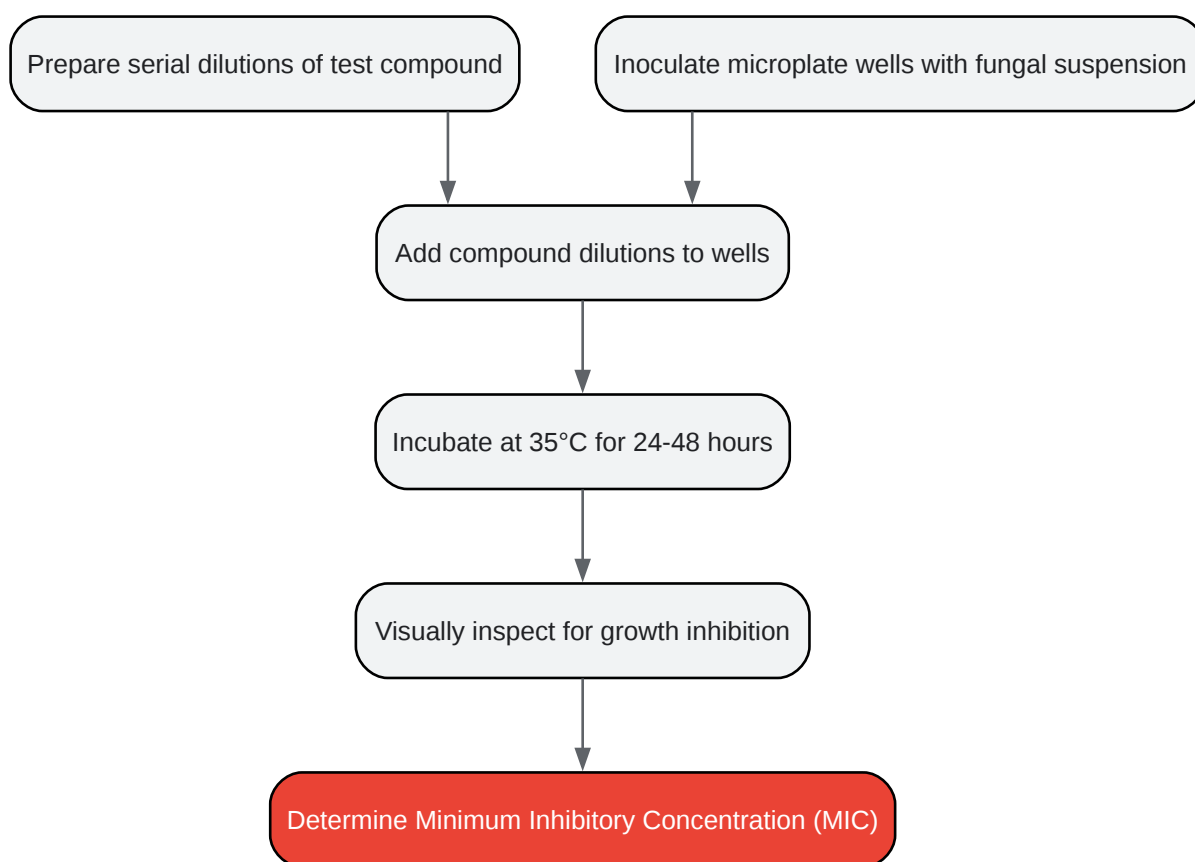 Prepare serial dilutions of test compound
Inoculate microplate wells with fungal suspension
Add compound dilutions to wells
Incubate at 35°C for 24-48 hours
Visually inspect for growth inhibition
Determine Minimum Inhibitory Concentration (MIC)